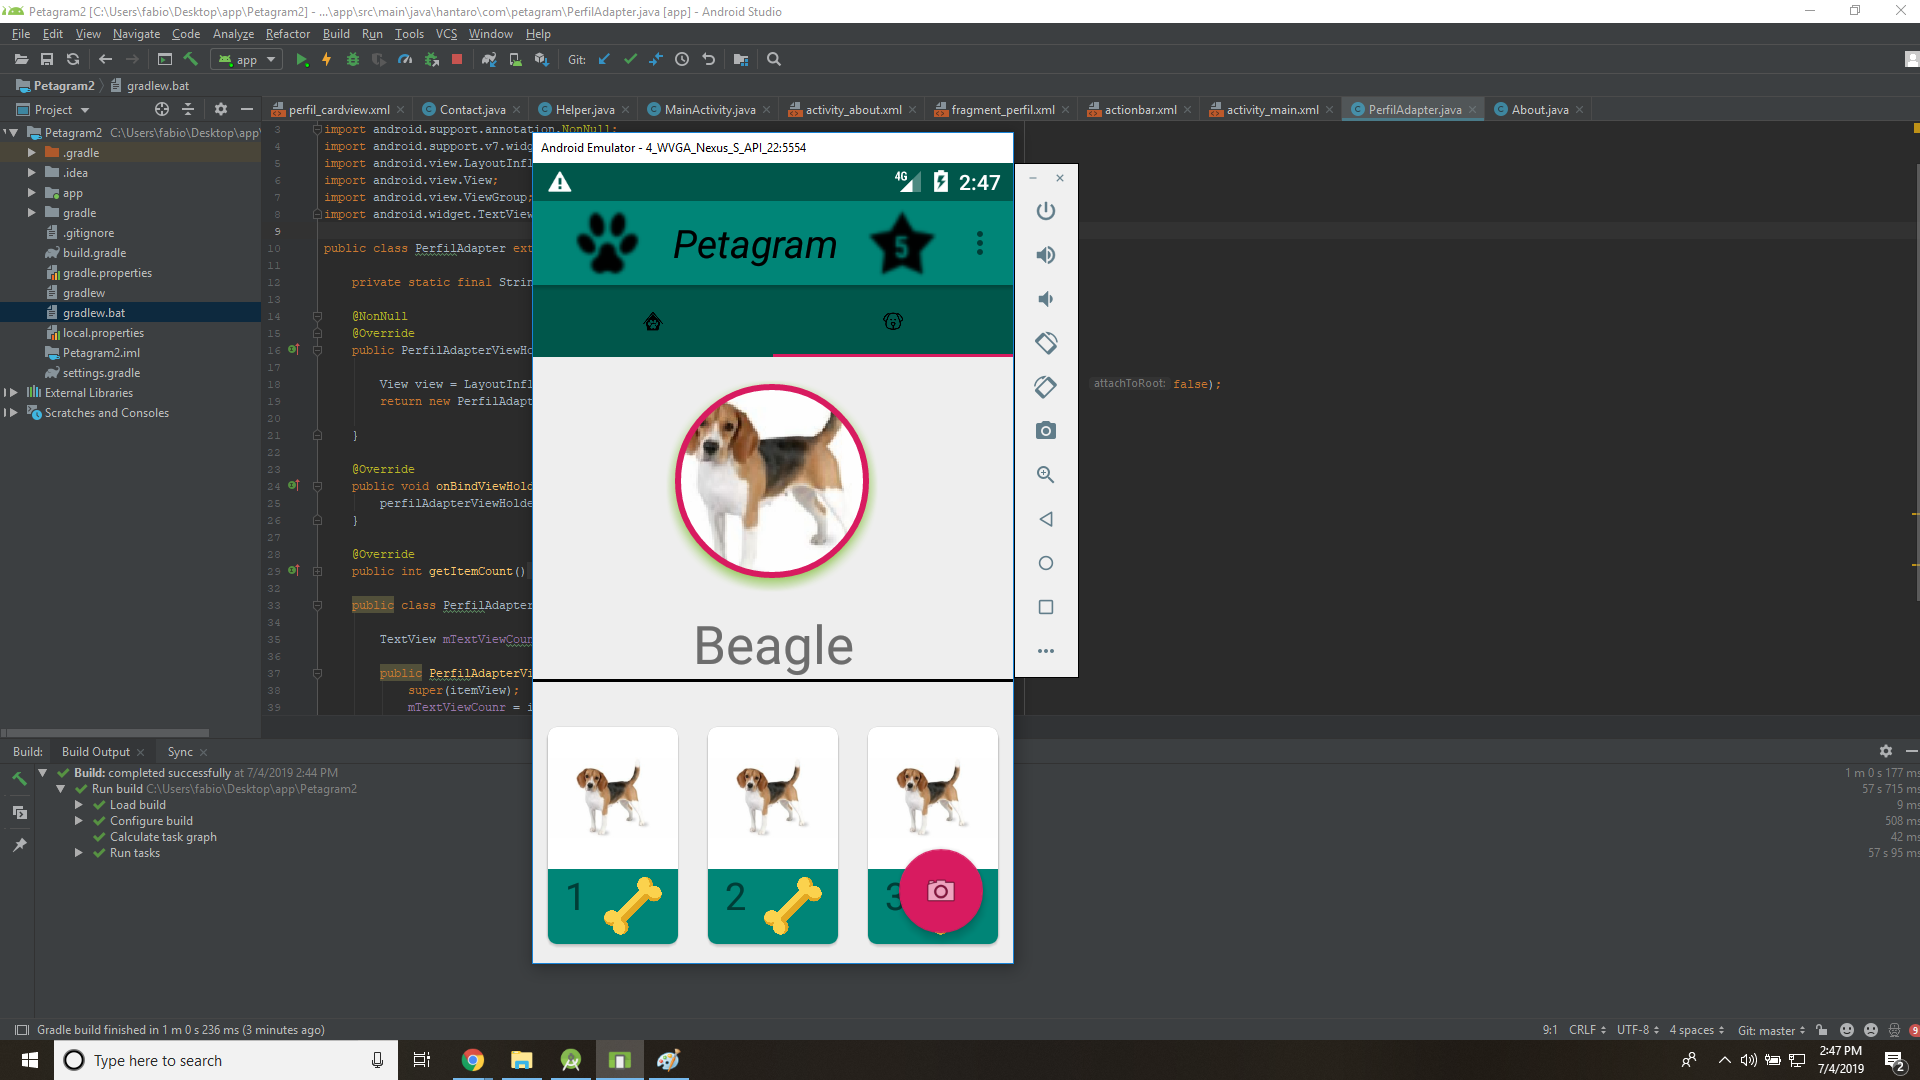 Petagram2 [C:\Users\fabio\Desktop\app\Petagram2] - ...\app\src\main\java\hantaro\com\petagram\PerfilAdapter.java [app] - Android Studio
File Edit View Navigate Code Analyze Refactor Build Run Tools VCS Window Help
app Git:
Petagram2 gradlew.bat
Project perfil_cardview.xml Contact.java Helper.java MainActivity.java activity_about.xml fragment_perfil.xml actionbar.xml activity_main.xml PerfilAdapter.java About.java
Petagram2 C:\Users\fabio\Desktop\app\
.gradle
.idea
app
gradle
.gitignore
build.gradle
gradle.properties
gradlew
gradlew.bat
local.properties
Petagram2.iml
settings.gradle
External Libraries
Scratches and Consoles
3 import android.support.annotation.NonNull;
4 import android.support.v7.widg
5 import android.view.LayoutInfl
6 import android.view.View;
7 import android.view.ViewGroup;
8 import android.widget.TextView
9
10 public class PerfilAdapter ext
11
12 private static final Strin
13
14 @NonNull
15 @Override
16 public PerfilAdapterViewHo
17
18 View view = LayoutInfl attachToRoot: false);
19 return new PerfilAdapt
20
21 }
22
23 @Override
24 public void onBindViewHold
25 perfilAdapterViewHolde
26 }
27
28 @Override
29 public int getItemCount()
32
33 public class PerfilAdapter
34
35 TextView mTextViewCoun
36
37 public PerfilAdapterVi
38 super(itemView);
39 mTextViewCounr = i
Android Emulator - 4_WVGA_Nexus_S_API_22:5554
4G 2:47
Petagram 5
Beagle
1 2 3
Build: Build Output Sync
Build: completed successfully at 7/4/2019 2:44 PM 1 m 0 s 177 ms
Run build C:\Users\fabio\Desktop\app\Petagram2 57 s 715 ms
Load build 9 ms
Configure build 508 ms
Calculate task graph 42 ms
Run tasks 57 s 95 ms
Gradle build finished in 1 m 0 s 236 ms (3 minutes ago) 9:1 CRLF UTF-8 4 spaces Git: master 9
Type here to search
2:47 PM
7/4/2019
2